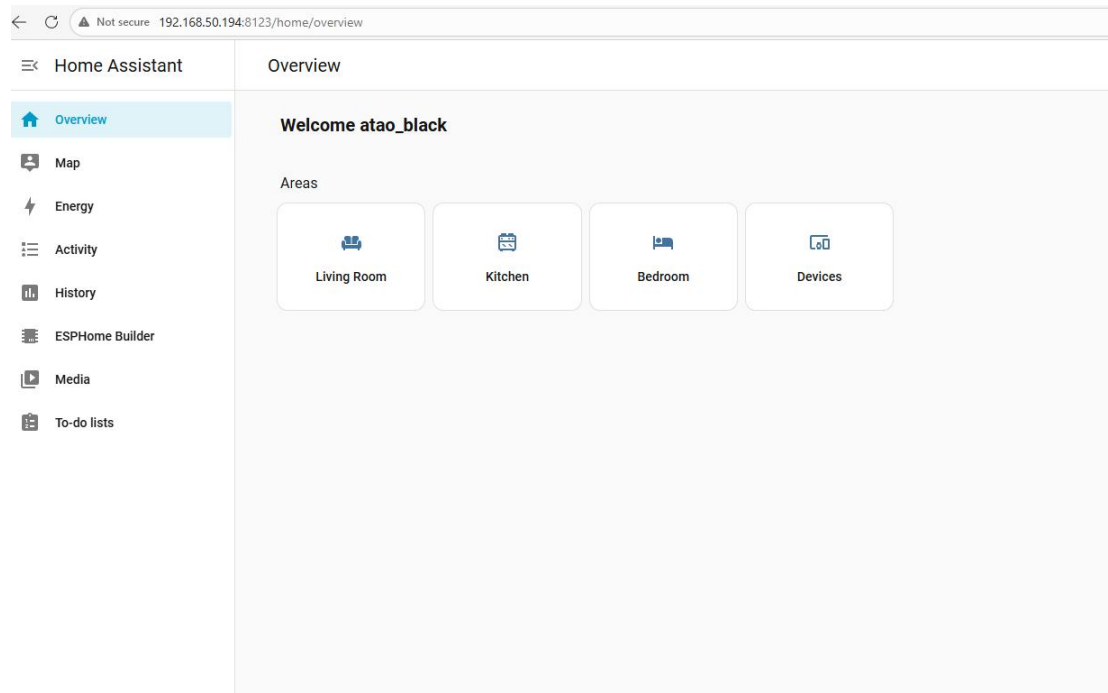 Not secure 192.168.50.194:8123/home/overview
Home Assistant
Overview
Overview
Map
Energy
Activity
History
ESPHome Builder
Media
To-do lists
Welcome atao_black
Areas
Living Room
Kitchen
Bedroom
Devices